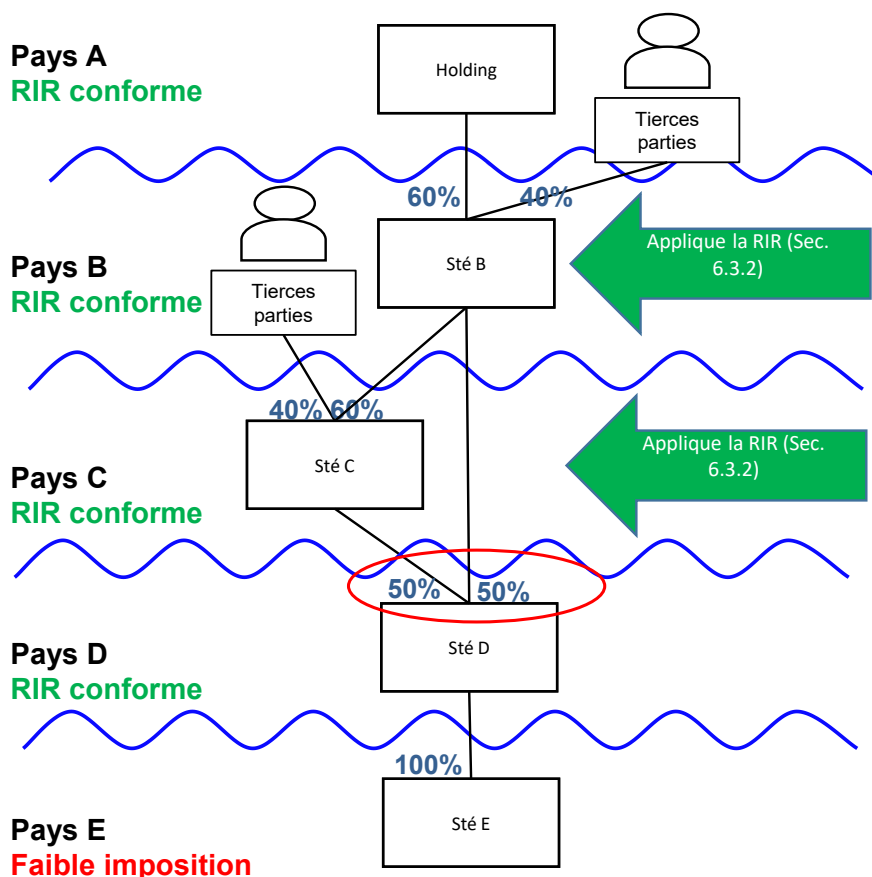 Pays A
RIR conforme
Holding
Tierces
parties
60%
40%
Pays B
RIR conforme
Tierces
parties
Sté B
Applique la RIR (Sec.
6.3.2)
40%
60%
Pays C
RIR conforme
Sté C
Applique la RIR (Sec.
6.3.2)
50%
50%
Pays D
RIR conforme
Sté D
100%
Pays E
Faible imposition
Sté E